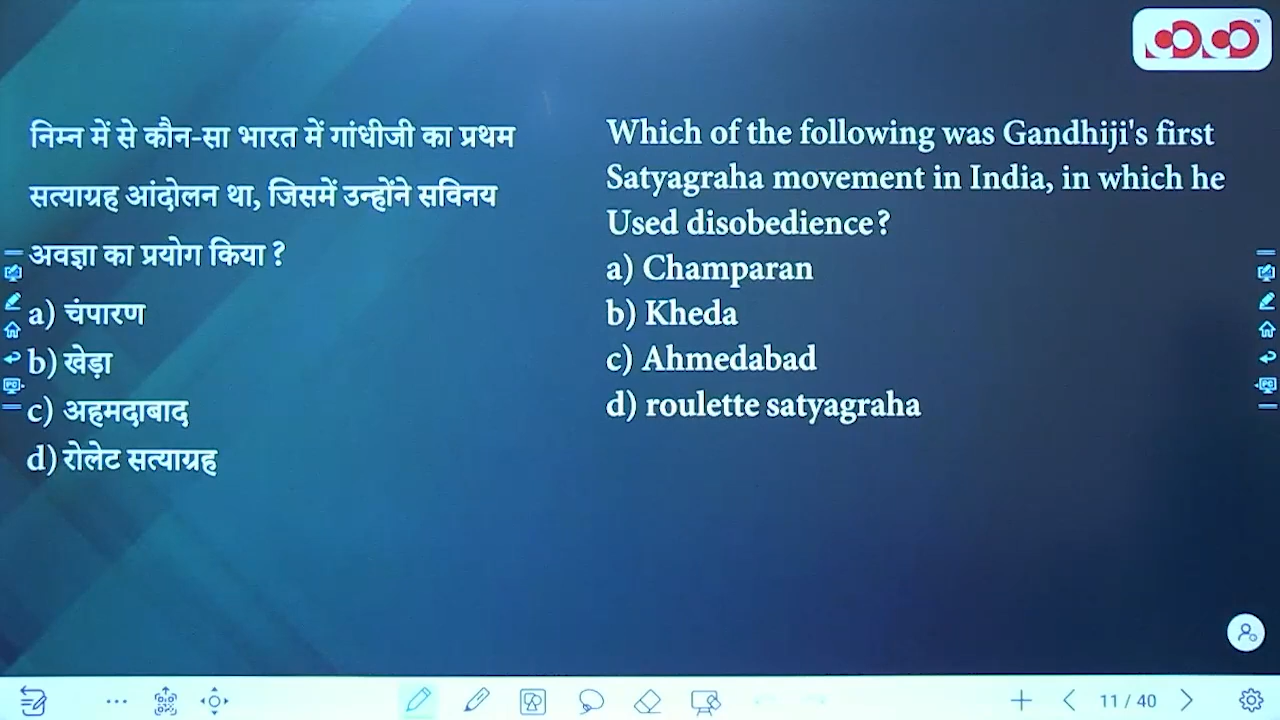 निम्न में से कौन-सा भारत में गांधीजी का प्रथम
सत्याग्रह आंदोलन था, जिसमें उन्होंने सविनय
अवज्ञा का प्रयोग किया ?
a) चंपारण
b) खेड़ा
c) अहमदाबाद
d) रोलेट सत्याग्रह
Which of the following was Gandhiji's first
Satyagraha movement in India, in which he
Used disobedience ?
a) Champaran
b) Kheda
c) Ahmedabad
d) roulette satyagraha
11 / 40